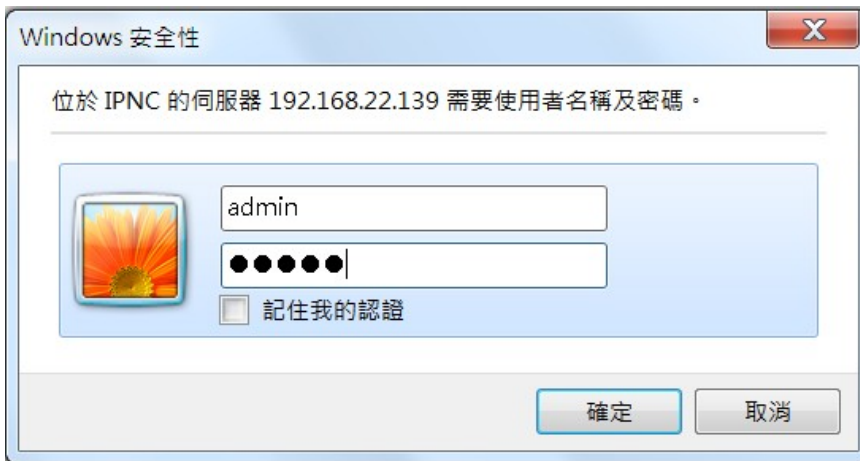 Windows 安全性
位於 IPNC 的伺服器 192.168.22.139 需要使用者名稱及密碼。
admin
●●●●●
記住我的認證
確定
取消